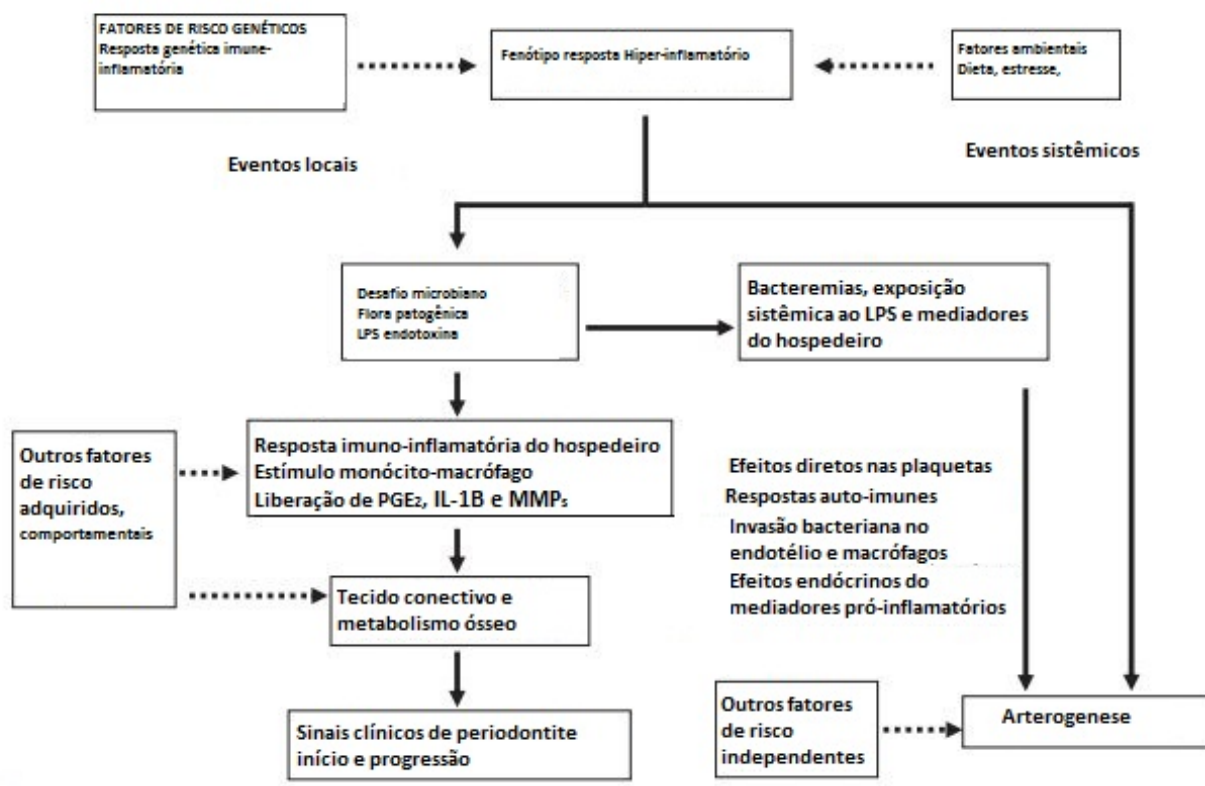 FATORES DE RISCO GENÉTICOS
Resposta genética imune-
inflamatória
Fenótipo resposta Hiper-inflamatório
Fatores ambientais
Dieta, estresse,
Eventos locais
Eventos sistêmicos
Desafio microbiano
Flora patogênica
LPS endotoxina
Bacteremias, exposição
sistêmica ao LPS e mediadores
do hospedeiro
Outros fatores
de risco
adquiridos,
comportamentais
Resposta imuno-inflamatória do hospedeiro
Estímulo monócito-macrófago
Liberação de PGE₂, IL-1B e MMPs
Efeitos diretos nas plaquetas
Respostas auto-imunes
Invasão bacteriana no
endotélio e macrófagos
Efeitos endócrinos do
mediadores pró-inflamatórios
Tecido conectivo e
metabolismo ósseo
Sinais clínicos de periodontite
início e progressão
Outros fatores
de risco
independentes
Arterogenese